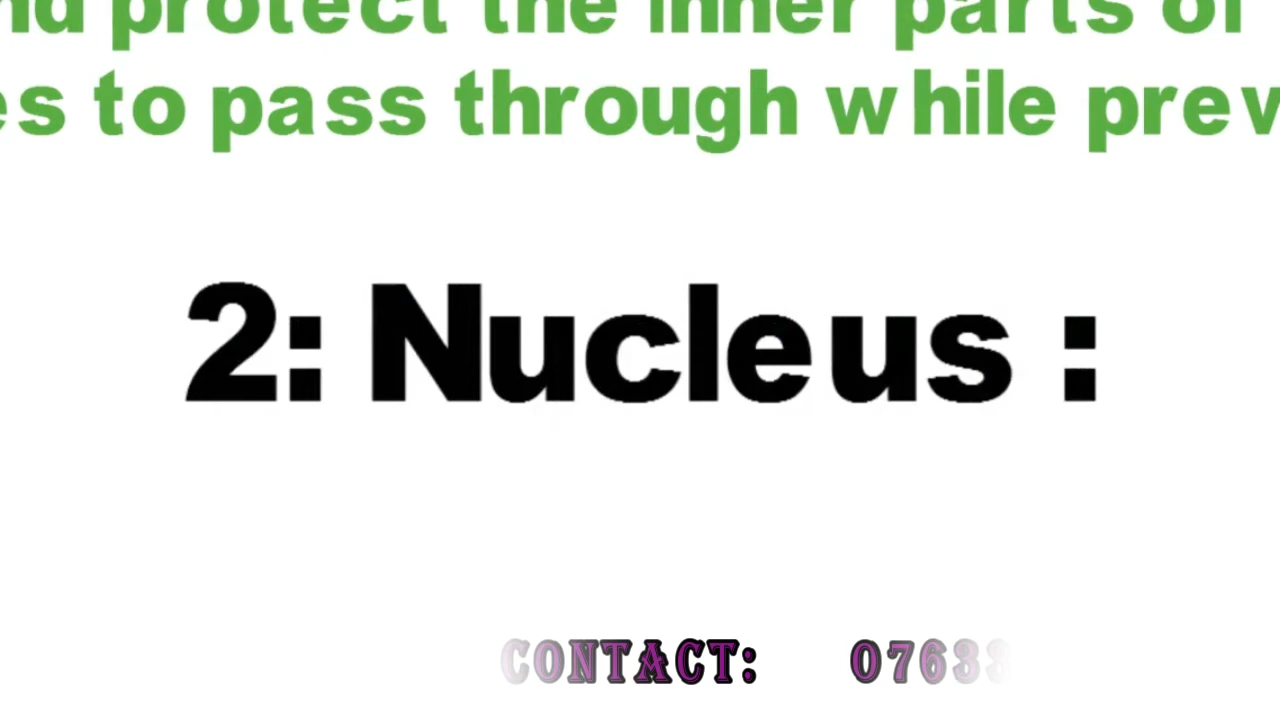 protect the inner parts of
to pass through while
2: Nucleus :
CONTACT: 0763